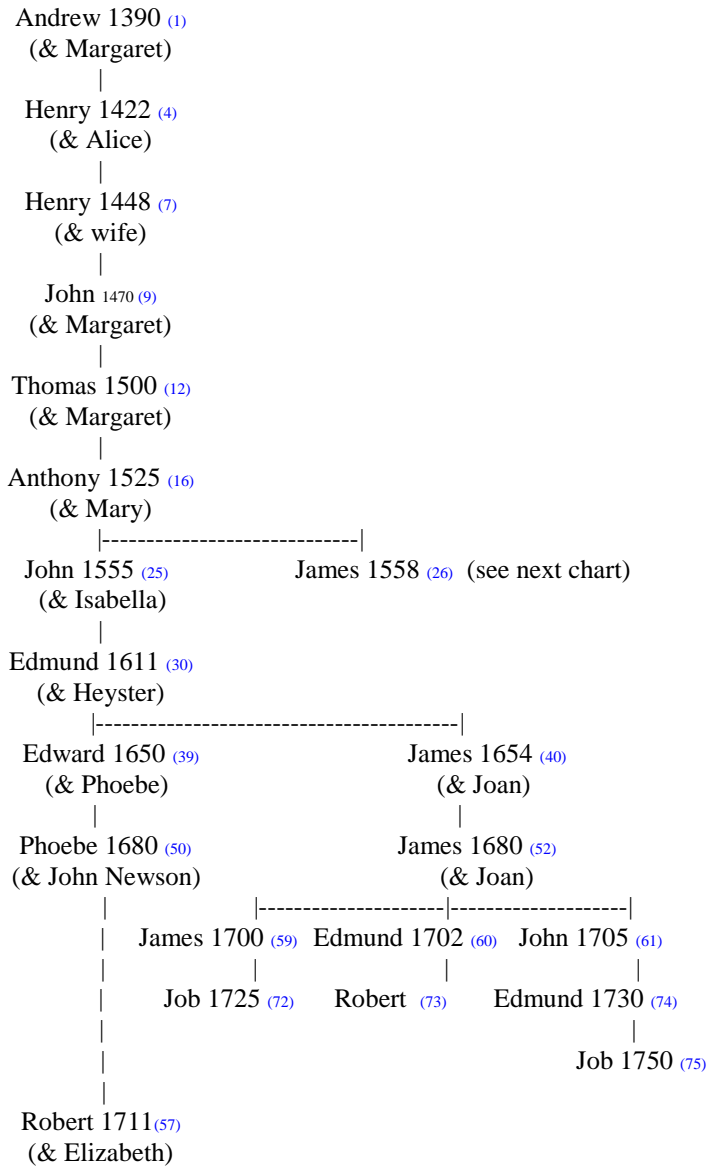 Andrew 1390 (1)
(& Margaret)
|
Henry 1422 (4)
(& Alice)
|
Henry 1448 (7)
(& wife)
|
John 1470 (9)
(& Margaret)
|
Thomas 1500 (12)
(& Margaret)
|
Anthony 1525 (16)
(& Mary)
|-----------------------------|
John 1555 (25) James 1558 (26) (see next chart)
(& Isabella)
|
Edmund 1611 (30)
(& Heyster)
|-----------------------------------------|
Edward 1650 (39) James 1654 (40)
(& Phoebe) (& Joan)
| |
Phoebe 1680 (50) James 1680 (52)
(& John Newson) (& Joan)
| |---------------------|--------------------|
| James 1700 (59) Edmund 1702 (60) John 1705 (61)
| | | |
| Job 1725 (72) Robert (73) Edmund 1730 (74)
| |
| Job 1750 (75)
|
Robert 1711(57)
(& Elizabeth)